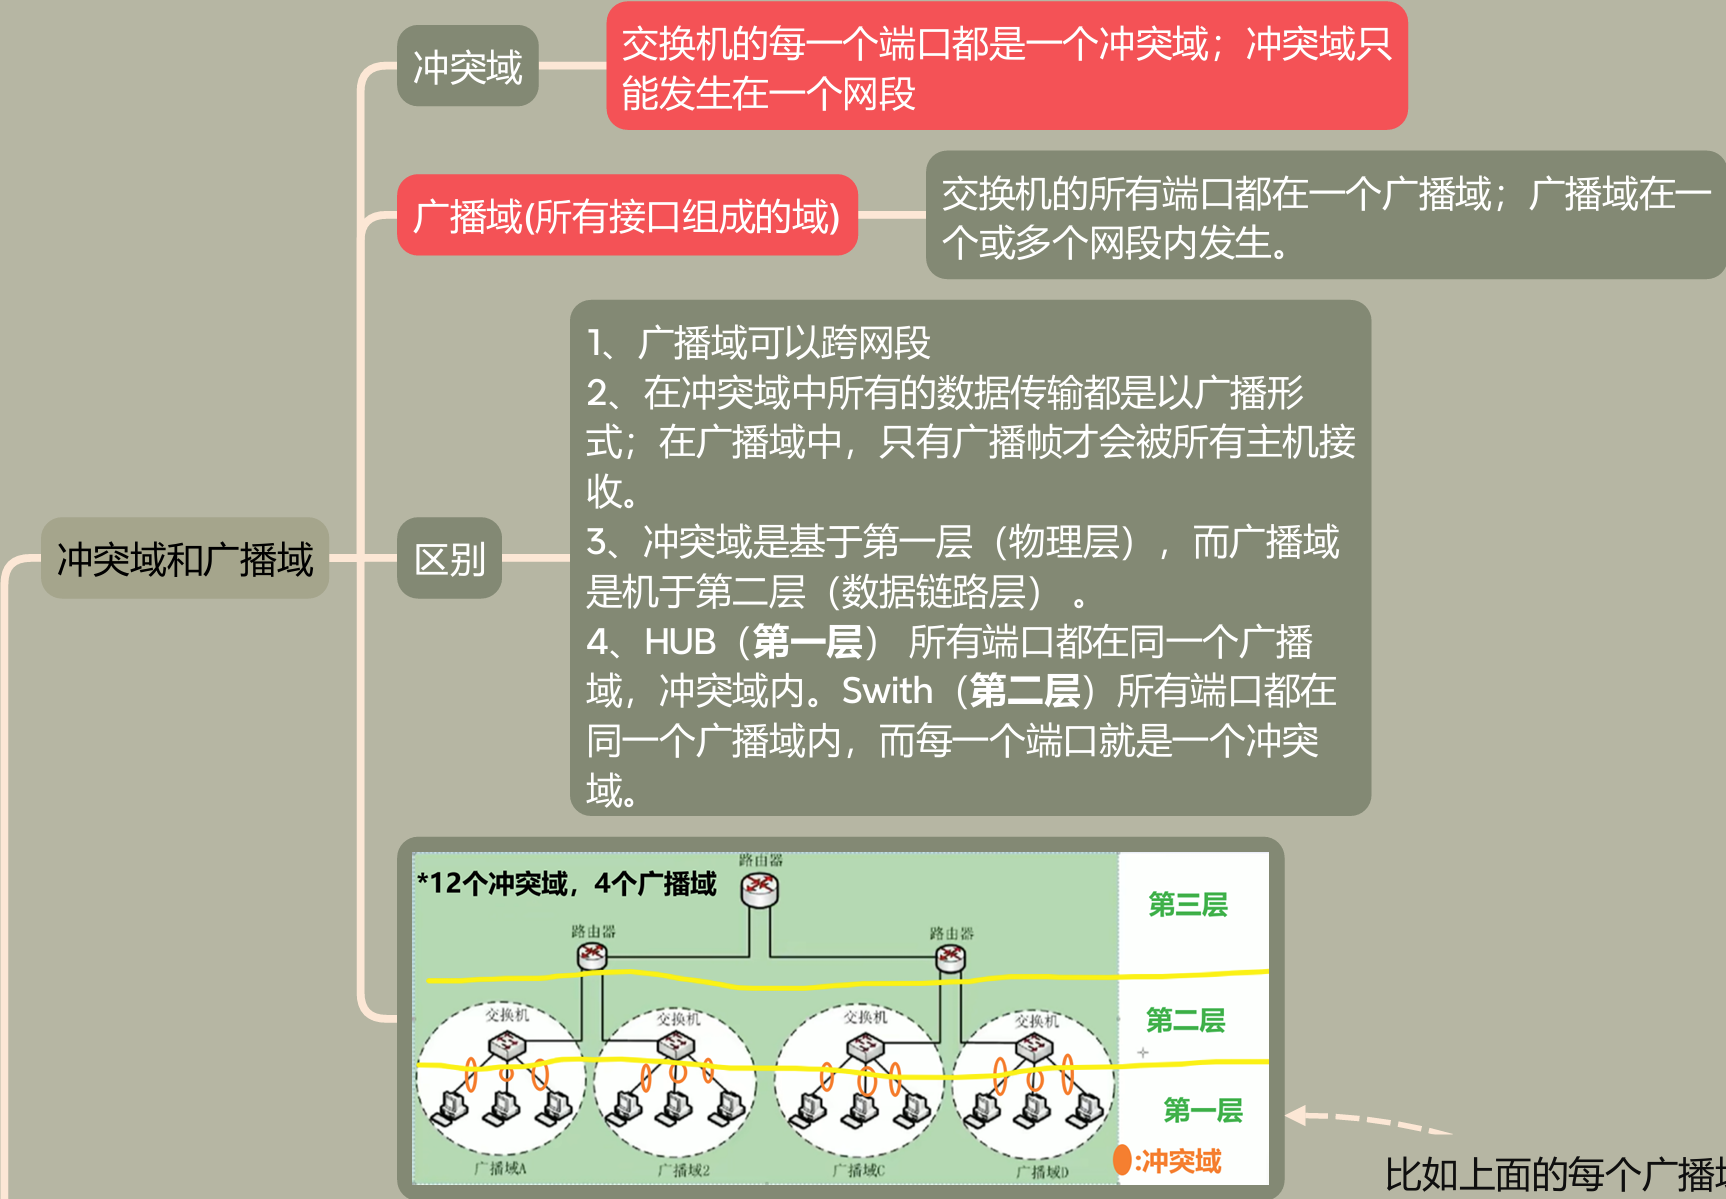 冲突域
交换机的每一个端口都是一个冲突域；冲突域只
能发生在一个网段
广播域(所有接口组成的域)
交换机的所有端口都在一个广播域；广播域在一
个或多个网段内发生。
冲突域和广播域
区别
1、广播域可以跨网段
2、在冲突域中所有的数据传输都是以广播形
式；在广播域中，只有广播帧才会被所有主机接
收。
3、冲突域是基于第一层（物理层），而广播域
是机于第二层（数据链路层）。
4、HUB（第一层） 所有端口都在同一个广播
域，冲突域内。Swith（第二层）所有端口都在
同一个广播域内，而每一个端口就是一个冲突
域。
路由器
*12个冲突域，4个广播域
第三层
路由器
路由器
交换机
交换机
交换机
交换机
第二层
第一层
广播域A
广播域2
广播域C
广播域D
:冲突域
比如上面的每个广播域